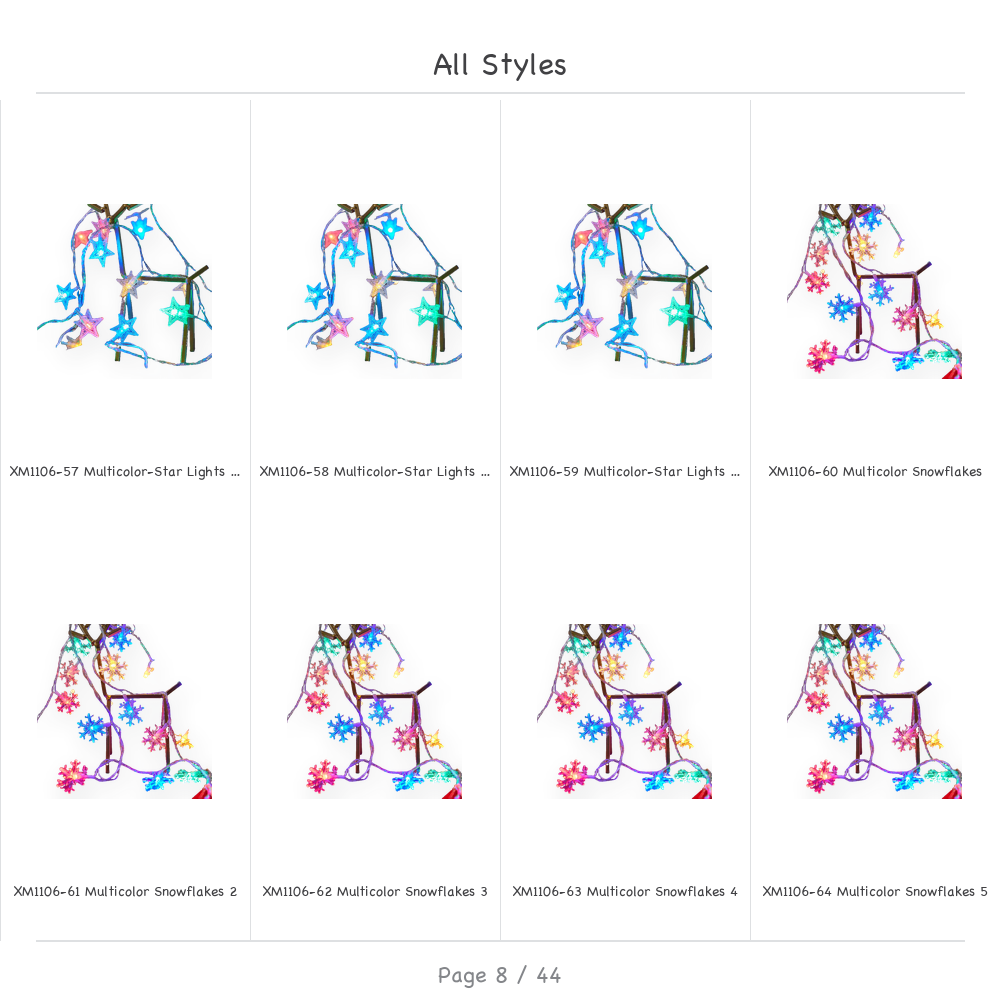 All Styles
XM1106-57 Multicolor-Star Lights ...
XM1106-58 Multicolor-Star Lights ...
XM1106-59 Multicolor-Star Lights ...
XM1106-60 Multicolor Snowflakes
XM1106-61 Multicolor Snowflakes 2
XM1106-62 Multicolor Snowflakes 3
XM1106-63 Multicolor Snowflakes 4
XM1106-64 Multicolor Snowflakes 5
Page 8 / 44